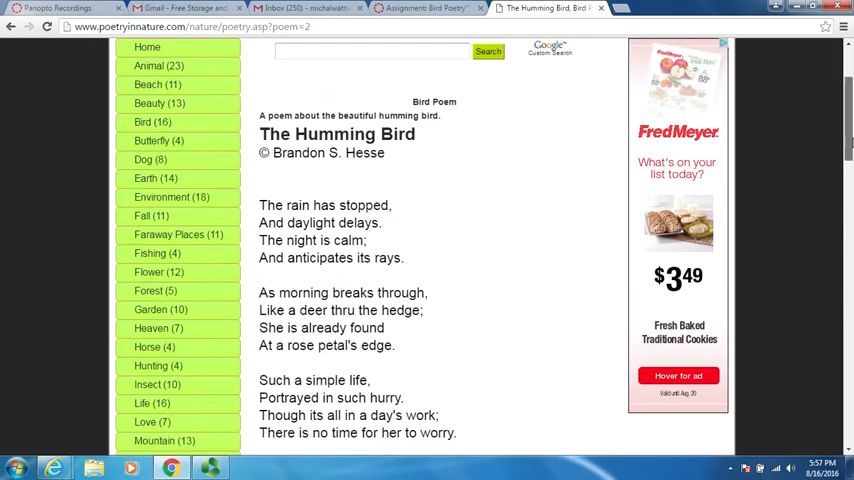 Panopto Recordings
Gmail - Free Storage and
Inbox (250) - michalwatts
Assignment: Bird Poetry
The Humming Bird, Bird P
www.poetryinnature.com/nature/poetry.asp?poem=2
Home
Animal (23)
Beach (11)
Beauty (13)
Bird (16)
Butterfly (4)
Dog (8)
Earth (14)
Environment (18)
Fall (11)
Faraway Places (11)
Fishing (4)
Flower (12)
Forest (5)
Garden (10)
Heaven (7)
Horse (4)
Hunting (4)
Insect (10)
Life (16)
Love (7)
Mountain (13)
Search
Google™
Custom Search
Bird Poem
A poem about the beautiful humming bird.
The Humming Bird
© Brandon S. Hesse
The rain has stopped,
And daylight delays.
The night is calm;
And anticipates its rays.
As morning breaks through,
Like a deer thru the hedge;
She is already found
At a rose petal's edge.
Such a simple life,
Portrayed in such hurry.
Though its all in a day's work;
There is no time for her to worry.
88¢
88¢
FredMeyer.
What's on your
list today?
$3 49
Fresh Baked
Traditional Cookies
Hover for ad
Valid until Aug. 20
5:57 PM
8/16/2016